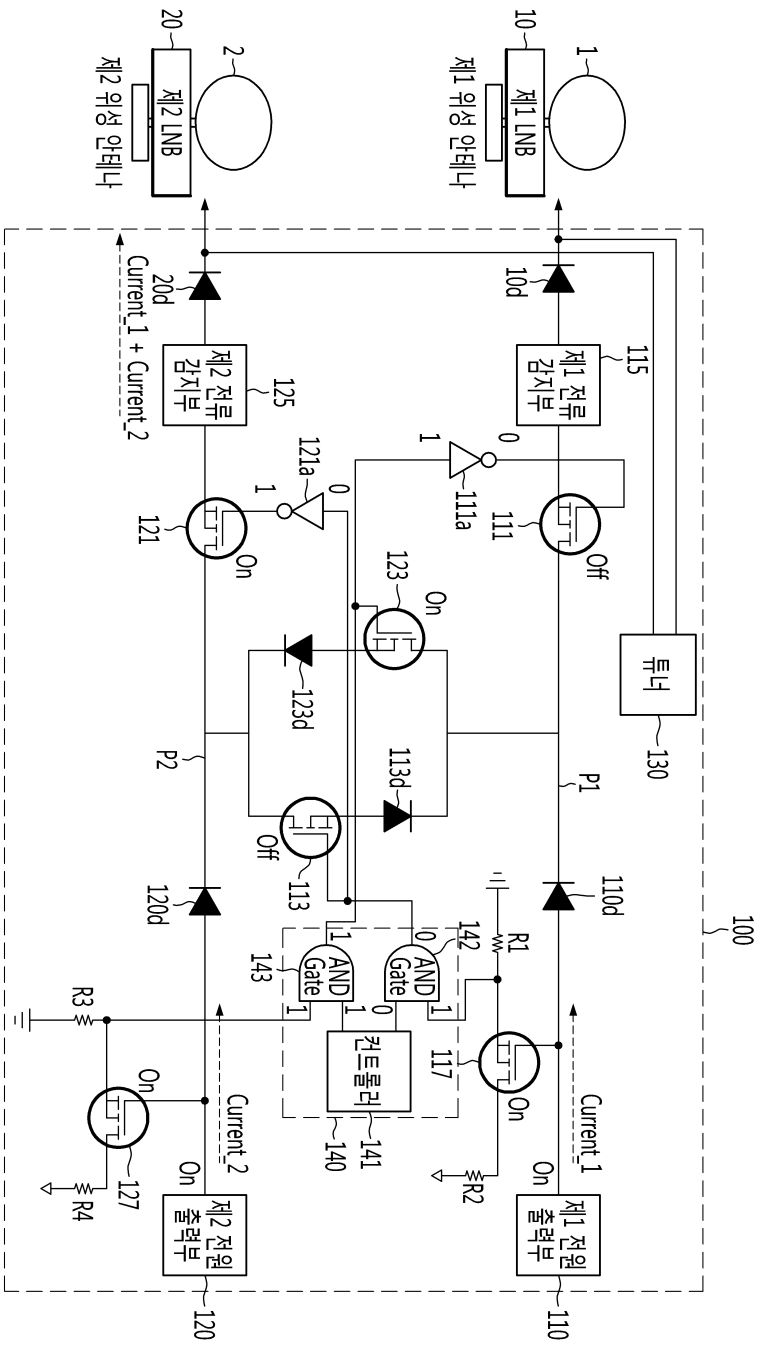 100
튜너
130
115
1
제1 전류
감지부
111
Off
P1
110d
Current_1
On
제1 전원
출력부
110
10
제1 LNB
10d
제1 위성 안테나
0
111a
1
R1
117
On
R2
142
0
AND
Gate
1
0
컨트롤러
141
140
On
123
113d
1
AND
Gate
143
1
1
0
121a
1
123d
Off
113
2
125
제2 전류
감지부
On
121
Current_2
On
제2 전원
출력부
120
20
제2 LNB
20d
제2 위성 안테나
Current_1 + Current_2
P2
120d
R3
On
127
R4